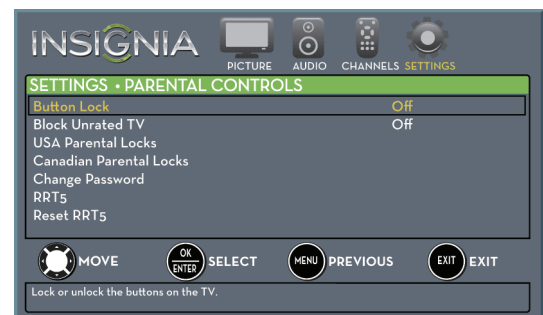 INSIGNIA
PICTURE AUDIO CHANNELS SETTINGS
SETTINGS • PARENTAL CONTROLS
Button Lock Off
Block Unrated TV Off
USA Parental Locks
Canadian Parental Locks
Change Password
RRT5
Reset RRT5
MOVE OK ENTER SELECT MENU PREVIOUS EXIT EXIT
Lock or unlock the buttons on the TV.